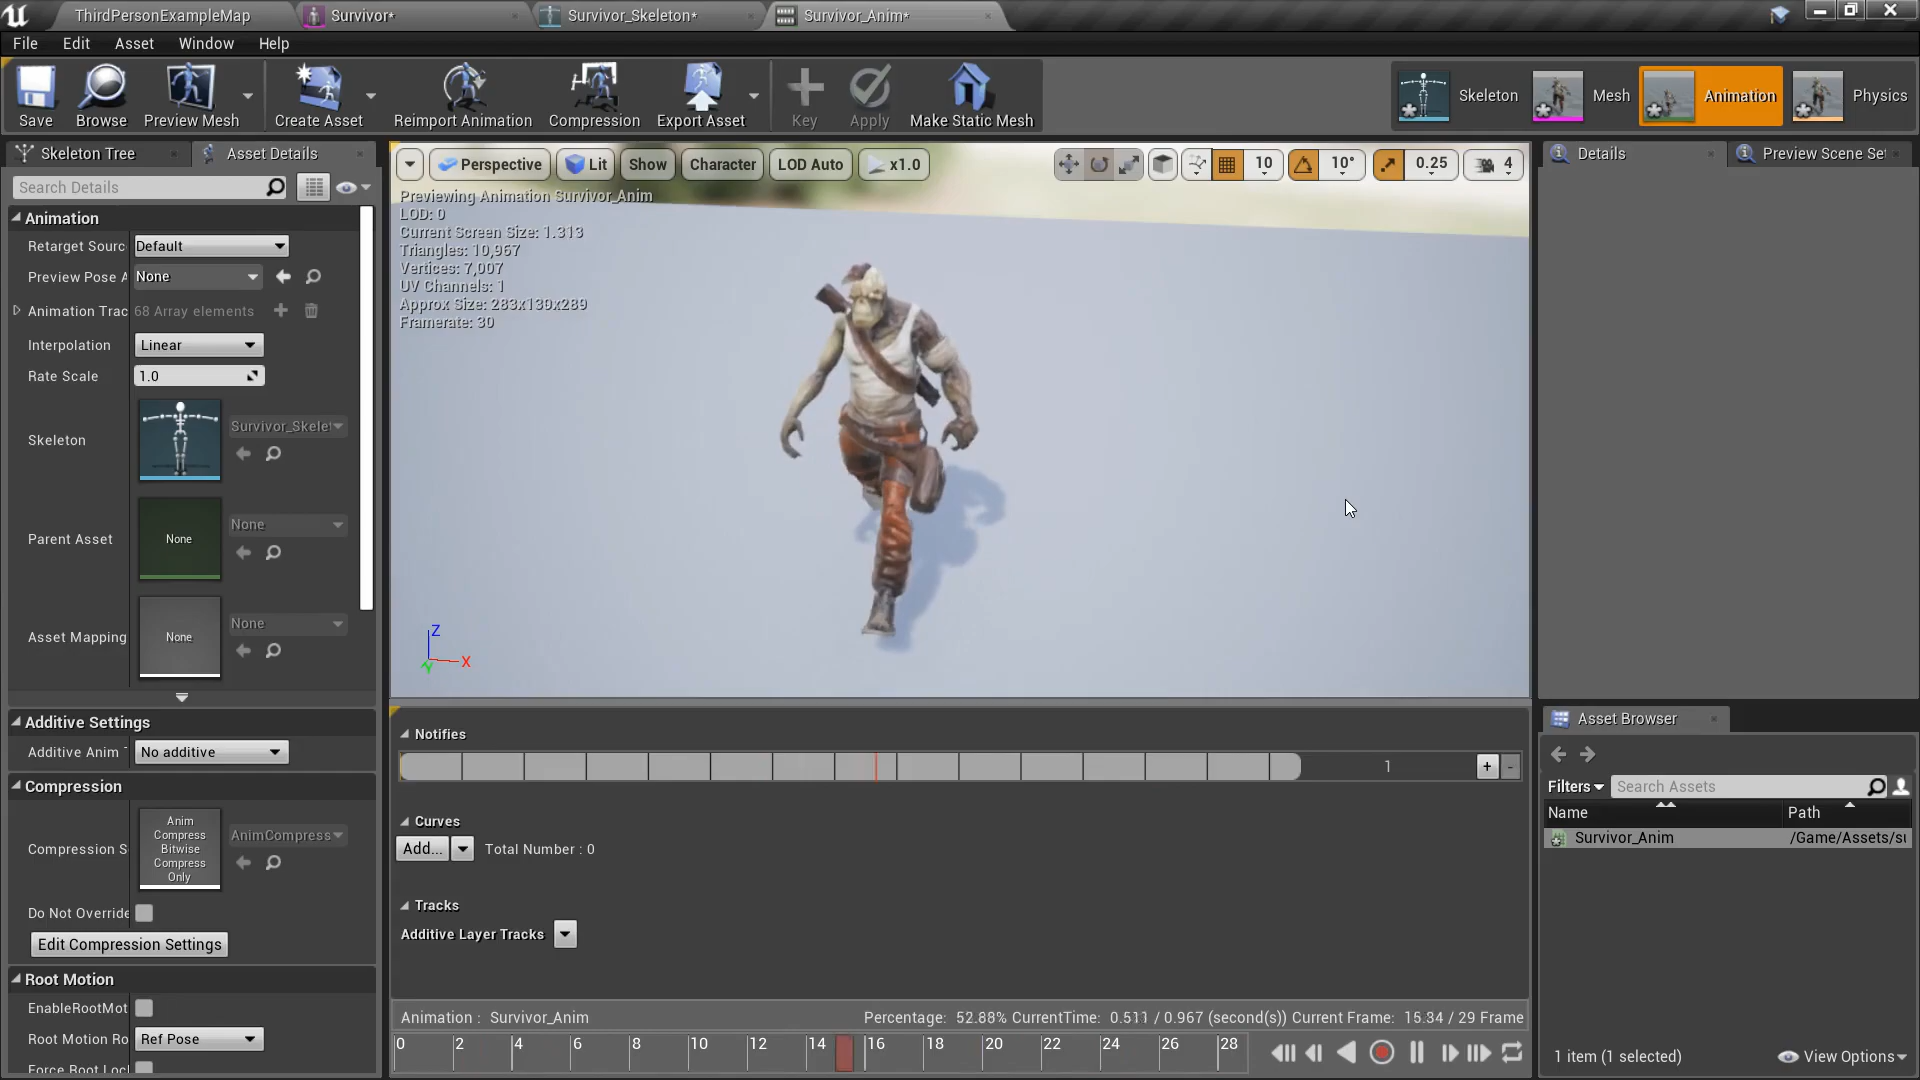 ThirdPersonExampleMap
Survivor*
Survivor_Skeleton*
Survivor_Anim*
File Edit Asset Window Help
Save
Browse
Preview Mesh
Create Asset
Reimport Animation
Compression
Export Asset
Key
Apply
Make Static Mesh
Skeleton
Mesh
Animation
Physics
Skeleton Tree
Asset Details
Search Details
Animation
Retarget Sourc Default
Preview Pose A None
Animation Trac 68 Array elements
Interpolation Linear
Rate Scale 1.0
Skeleton
Survivor_Skelet
Parent Asset
None
None
Asset Mapping
None
None
Additive Settings
Additive Anim No additive
Compression
Compression S
Anim
Compress
Bitwise
Compress
Only
AnimCompress
Do Not Override
Edit Compression Settings
Root Motion
EnableRootMot
Root Motion Ro Ref Pose
Force Root Loc
Perspective
Lit
Show
Character
LOD Auto
x1.0
10
10°
0.25
4
Previewing Animation Survivor_Anim
LOD: 0
Current Screen Size: 1.313
Triangles: 10,967
Vertices: 7,007
UV Channels: 1
Approx Size: 283x130x289
Framerate: 30
Z
X
Y
Notifies
1
+
-
Curves
Add... Total Number : 0
Tracks
Additive Layer Tracks
Animation : Survivor_Anim
Percentage: 52.88% CurrentTime: 0.511 / 0.967 (second(s)) Current Frame: 15.34 / 29 Frame
0 2 4 6 8 10 12 14 16 18 20 22 24 26 28
Details
Preview Scene Set
Asset Browser
Filters
Search Assets
Name
Path
Survivor_Anim
/Game/Assets/su
1 item (1 selected)
View Options